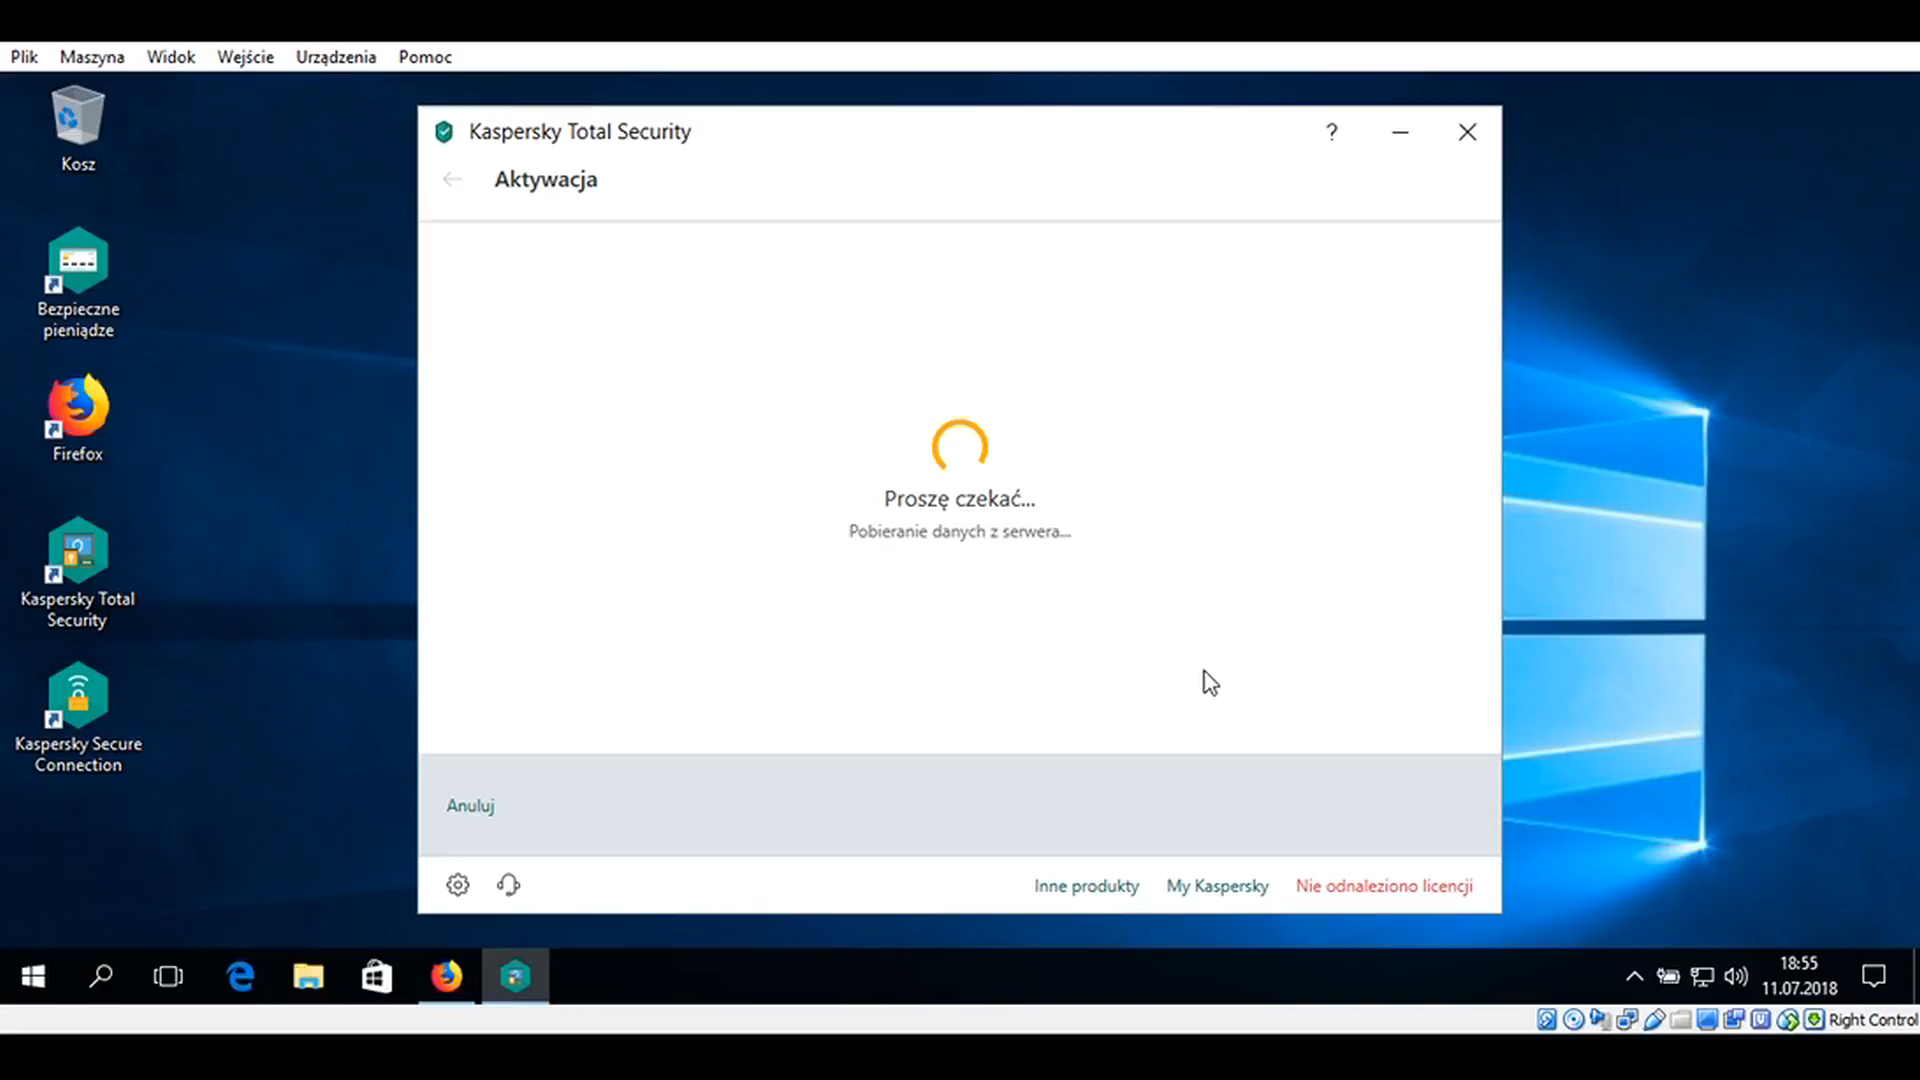 Plik Maszyna Widok Wejście Urządzenia Pomoc
Kosz
Bezpieczne
pieniądze
Firefox
Kaspersky Total
Security
Kaspersky Secure
Connection
Kaspersky Total Security
?
Aktywacja
Proszę czekać...
Pobieranie danych z serwera...
Anuluj
Inne produkty My Kaspersky Nie odnaleziono licencji
18:55
11.07.2018
Right Control